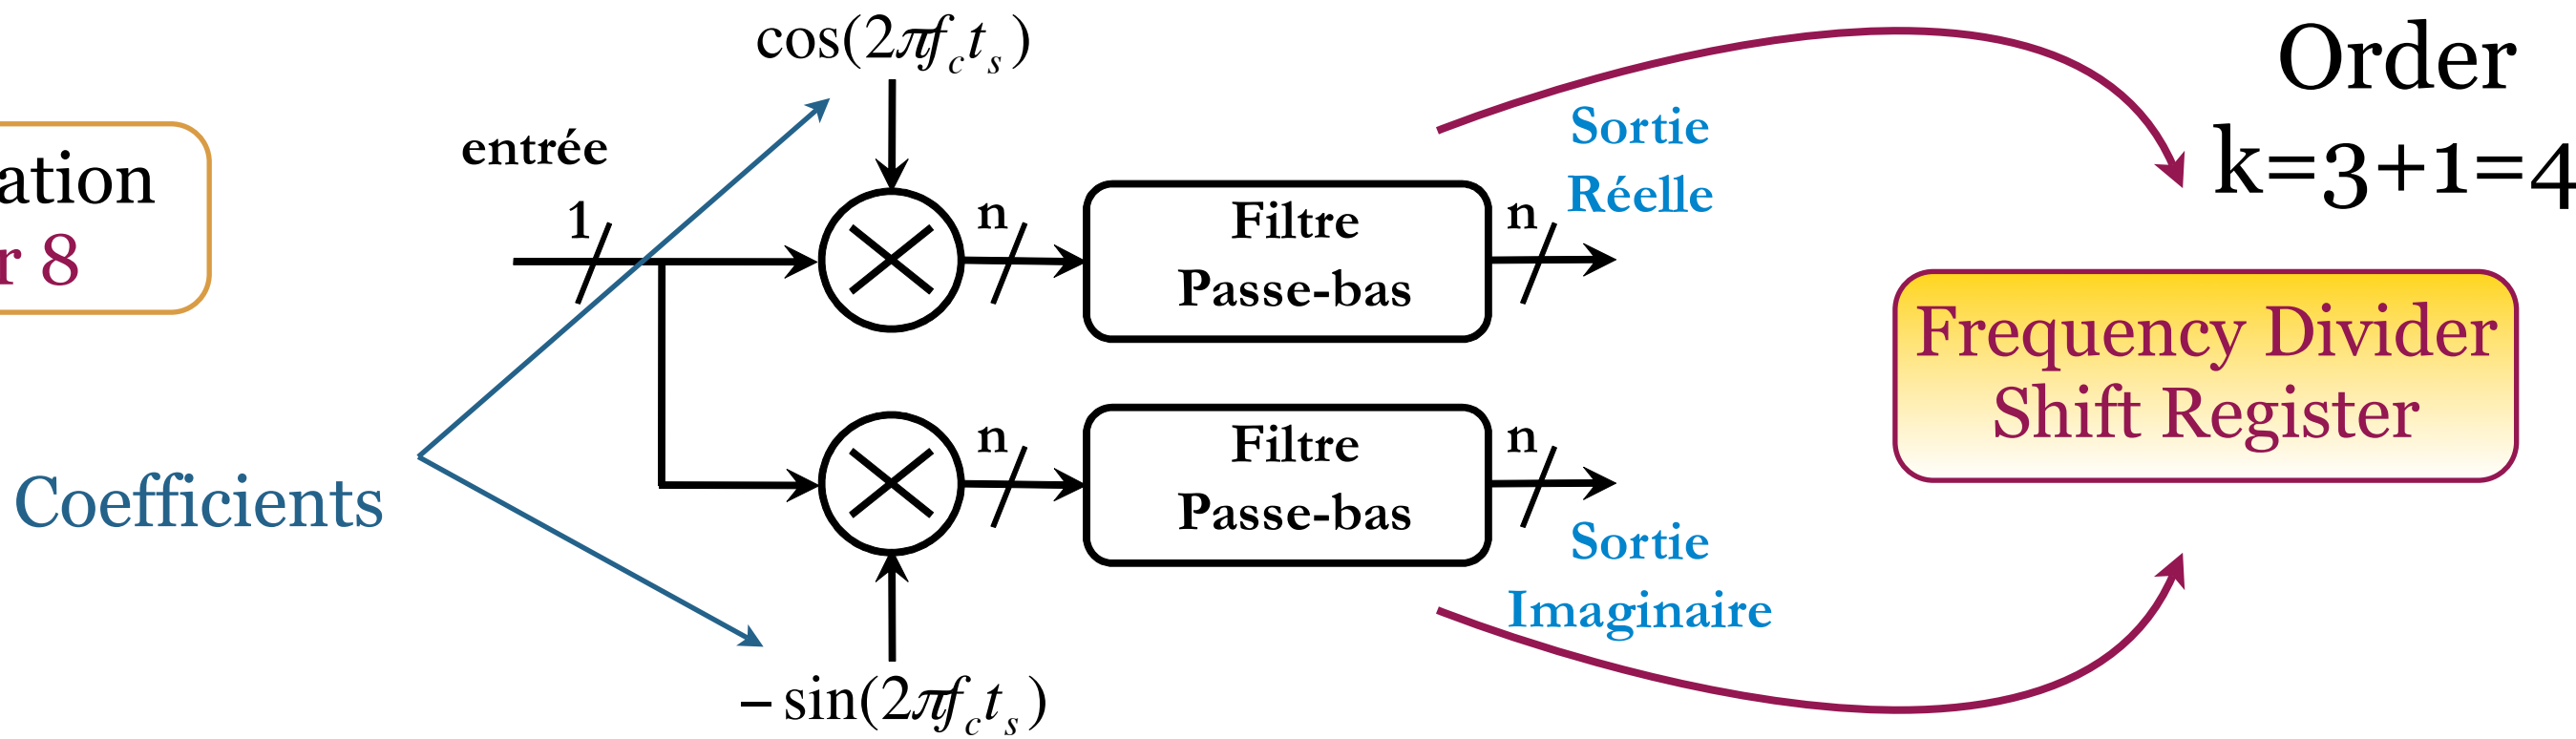 cos(2πf_c t_s)
Order
k=3+1=4
entrée
1
n
Filtre
Passe-bas
n
Sortie
Réelle
8
Frequency Divider
Shift Register
Coefficients
n
Filtre
Passe-bas
n
Sortie
Imaginaire
− sin(2πf_c t_s)